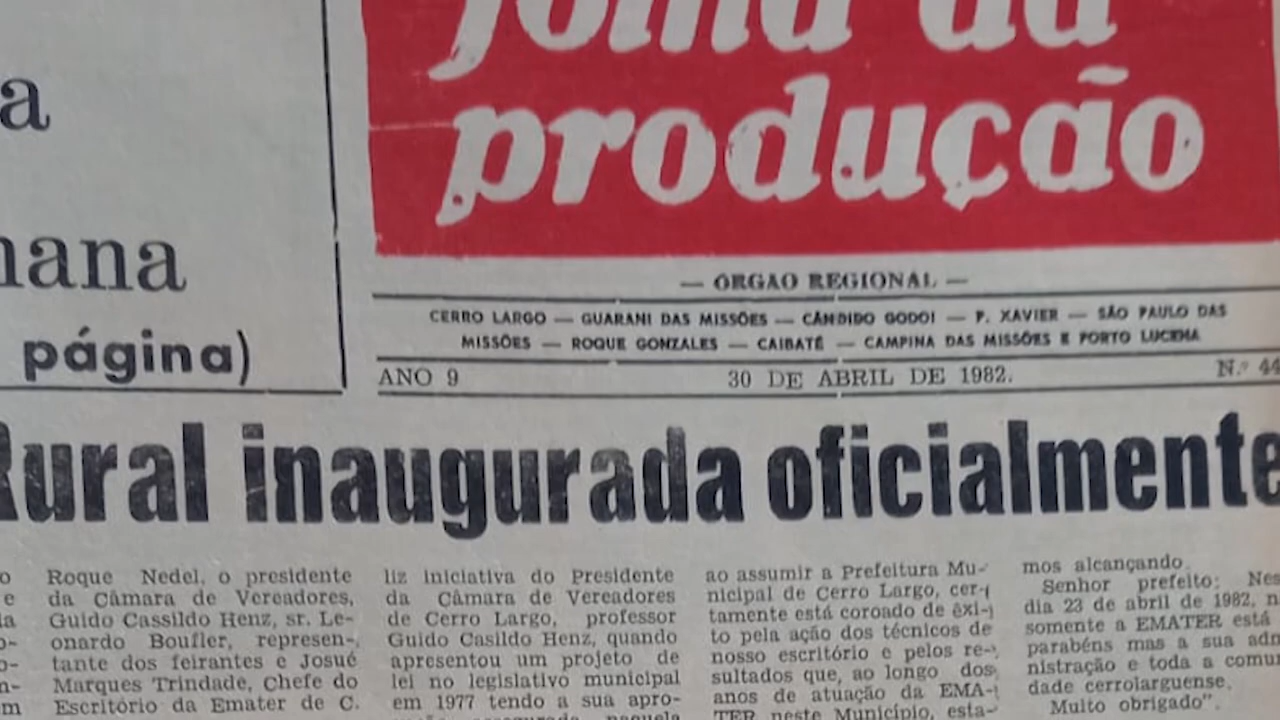 a
mana
página)
folha da
produção
— ORGAO REGIONAL —
CERRO LARGO — GUARANI DAS MISSÕES — CÂNDIDO GODOI — P. XAVIER — SÃO PAULO DAS
MISSÕES — ROQUE GONZALES — CAIBATÉ — CAMPINA DAS MISSÕES E PORTO LUCENA
ANO 9 30 DE ABRIL DE 1982. N.º 44
Rural inaugurada oficialmente
Roque Nedel, o presidente
da Câmara de Vereadores,
Guido Cassildo Henz, sr. Le-
onardo Boufler, represen-
tante dos feirantes e Josué
Marques Trindade, Chefe do
Escritório da Emater de C.
liz iniciativa do Presidente
da Câmara de Vereadores
de Cerro Largo, professor
Guido Casildo Henz, quando
apresentou um projeto de
lei no legislativo municipal
em 1977 tendo a sua apro-
ao assumir a Prefeitura Mu-
nicipal de Cerro Largo, cer-
tamente está coroado de êxi-
to pela ação dos técnicos de
nosso escritório e pelos re-
sultados que, ao longo dos
anos de atuação da EMA-
TER neste Município, esta-
mos alcançando.
Senhor prefeito: Nes
dia 23 de abril de 1982, n
somente a EMATER está
parabéns mas a sua adm
nistração e toda a comu
dade cerrolarguense.
Muito obrigado".